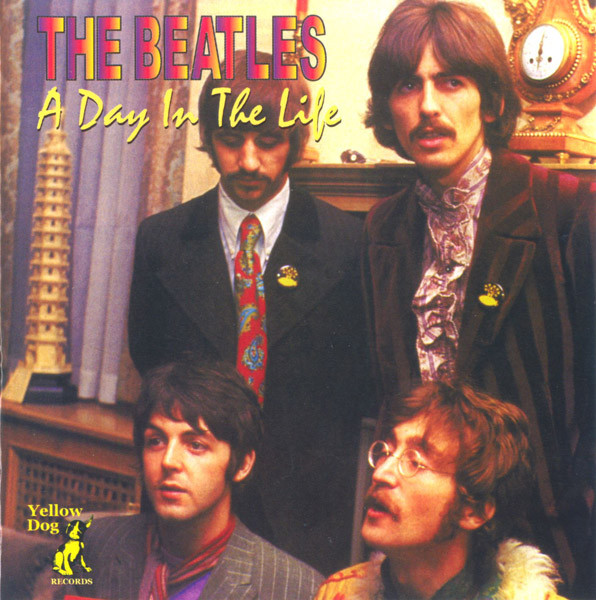 THE BEATLES
A Day In The Life
Yellow
Dog
RECORDS